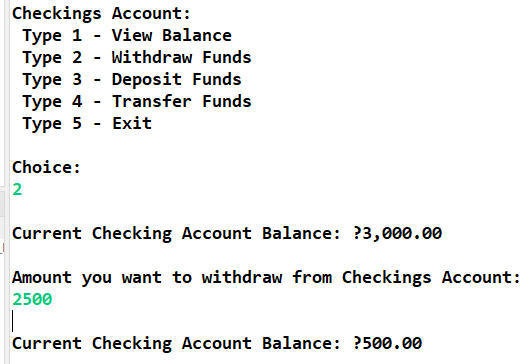 Checkings Account:
Type 1 - View Balance
Type 2 - Withdraw Funds
Type 3 - Deposit Funds
Type 4 - Transfer Funds
Type 5 - Exit
Choice:
2
Current Checking Account Balance: ?3,000.00
Amount you want to withdraw from Checkings Account:
2500
Current Checking Account Balance: ?500.00